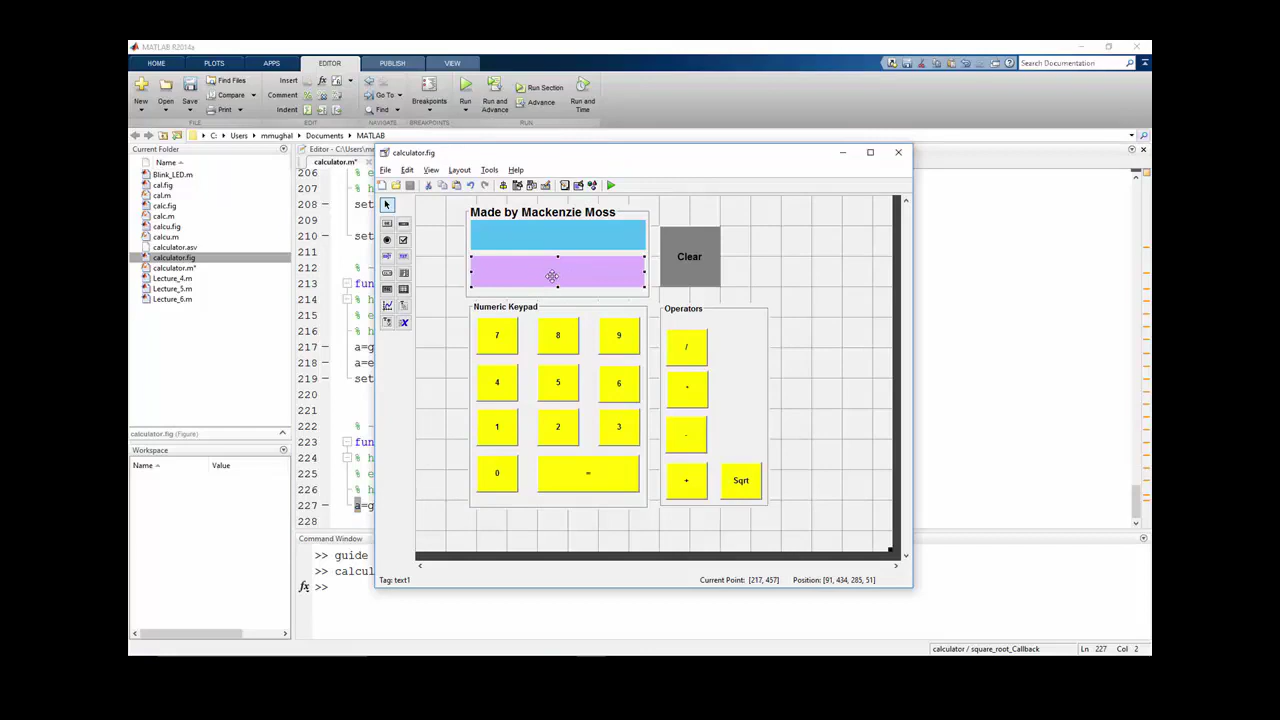 MATLAB R2014a
HOME PLOTS APPS EDITOR PUBLISH VIEW
Search Documentation
New Open Save Find Files Compare Print
Insert Comment Indent
Go To Find
Breakpoints Run Run and Advance Run Section Advance Run and Time
FILE EDIT NAVIGATE BREAKPOINTS RUN
C: Users mmughal Documents MATLAB
Current Folder
Name
Blink_LED.m
cal.fig
cal.m
calc.fig
calc.m
calcu.fig
calcu.m
calculator.asv
calculator.fig
calculator.m*
Lecture_4.m
Lecture_5.m
Lecture_6.m
calculator.fig (Figure)
Workspace
Name Value
Editor - C:\Users\m
calculator.m*
206 % e
207 % h
208 set
209
210 set
211
212 % -
213 fun
214 % h
215 % e
216 % h
217 a=g
218 a=e
219 set
220
221
222 % -
223 fun
224 % h
225 % e
226 % h
227 a=g
228
Command Window
>> guide
>> calcul
fx >>
calculator.fig
File Edit View Layout Tools Help
Made by Mackenzie Moss
Clear
Numeric Keypad
7 8 9
4 5 6
1 2 3
0 =
Operators
/
*
-
+ Sqrt
Tag: text1
Current Point: [217, 457] Position: [91, 434, 285, 51]
calculator / square_root_Callback
Ln 227 Col 2